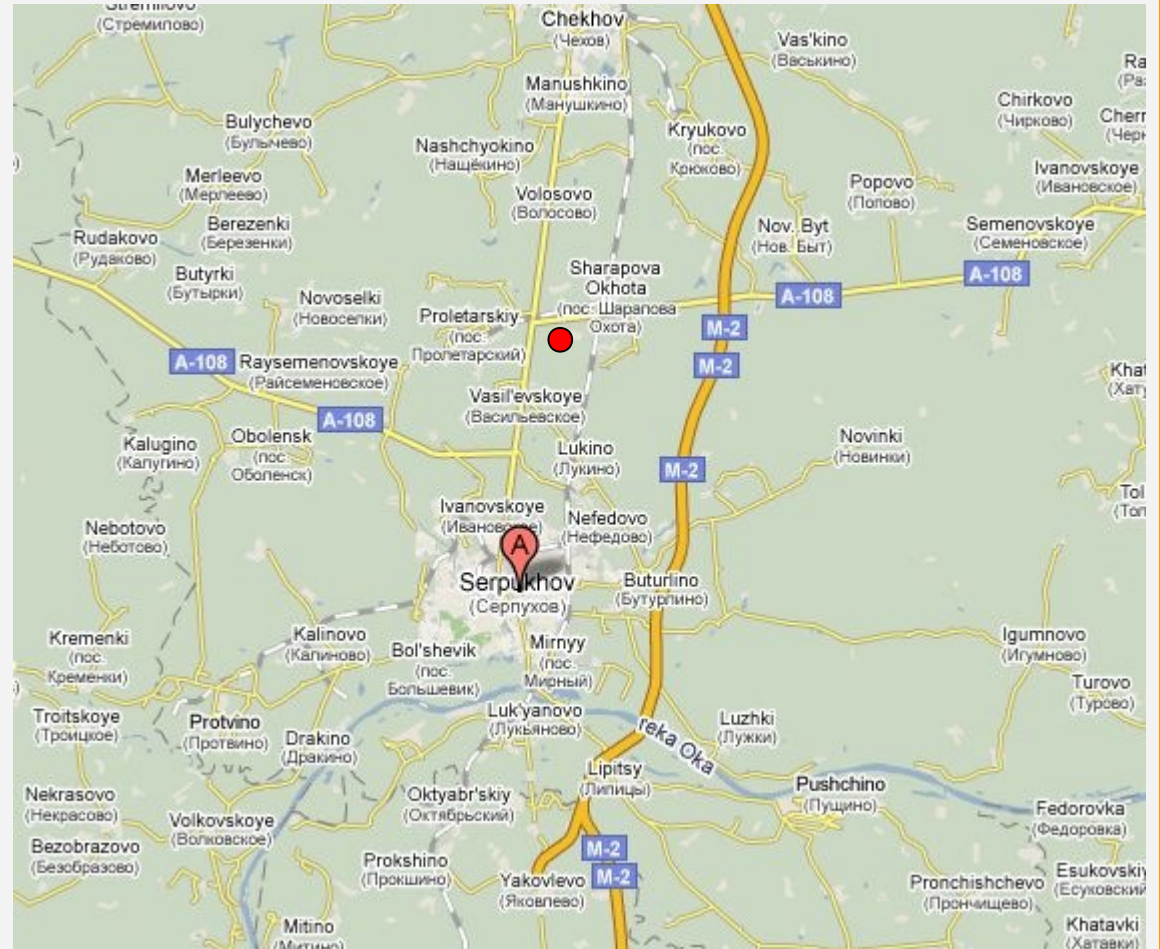 Stremilovo
(Стремилово)
Chekhov
(Чехов)
Vas'kino
(Васькино)
Manushkino
(Манушкино)
Chirkovo
(Чирково)
Bulychevo
(Булычево)
Kryukovo
(пос.
Крюково)
Nashchyokino
(Нащёкино)
Ivanovskoye
(Ивановское)
Merleevo
(Мерлеево)
Volosovo
(Волосово)
Popovo
(Попово)
Berezenki
(Березенки)
Nov. Byt
(Нов. Быт)
Semenovskoye
(Семеновское)
Rudakovo
(Рудаково)
Butyrki
(Бутырки)
Sharapova
Okhota
(пос. Шарапова
Охота)
A-108
A-108
Novoselki
(Новоселки)
Proletarskiy
(пос.
Пролетарский)
M-2
M-2
A-108
Raysemenovskoye
(Райсеменовское)
Vasil'evskoye
(Васильевское)
A-108
Kalugino
(Калугино)
Obolensk
(пос
Оболенск)
Lukino
(Лукино)
Novinki
(Новинки)
M-2
Ivanovskoye
(Ивановское)
Nefedovo
(Нефедово)
Nebotovo
(Неботово)
A
Serpukhov
(Серпухов)
Buturlino
(Бутурлино)
Kremenki
(пос.
Кременки)
Kalinovo
(Калиново)
Bol'shevik
(пос.
Большевик)
Mirnyy
(пос.
Мирный)
Igumnovo
(Игумново)
Turovo
(Турово)
Troitskoye
(Троицкое)
Protvino
(Протвино)
Drakino
(Дракино)
Luk'yanovo
(Лукьяново)
reka Oka
Luzhki
(Лужки)
Lipitsy
(Липицы)
Pushchino
(Пущино)
Nekrasovo
(Некрасово)
Volkovskoye
(Волковское)
Oktyabr'skiy
(Октябрьский)
Fedorovka
(Федоровка)
Bezobrazovo
(Безобразово)
Prokshino
(Прокшино)
M-2
M-2
Yakovlevo
(Яковлево)
Pronchishchevo
(Прончищево)
Esukovskiy
(Есуковский
Mitino
(Митино)
Khatavki
(Хатавки)